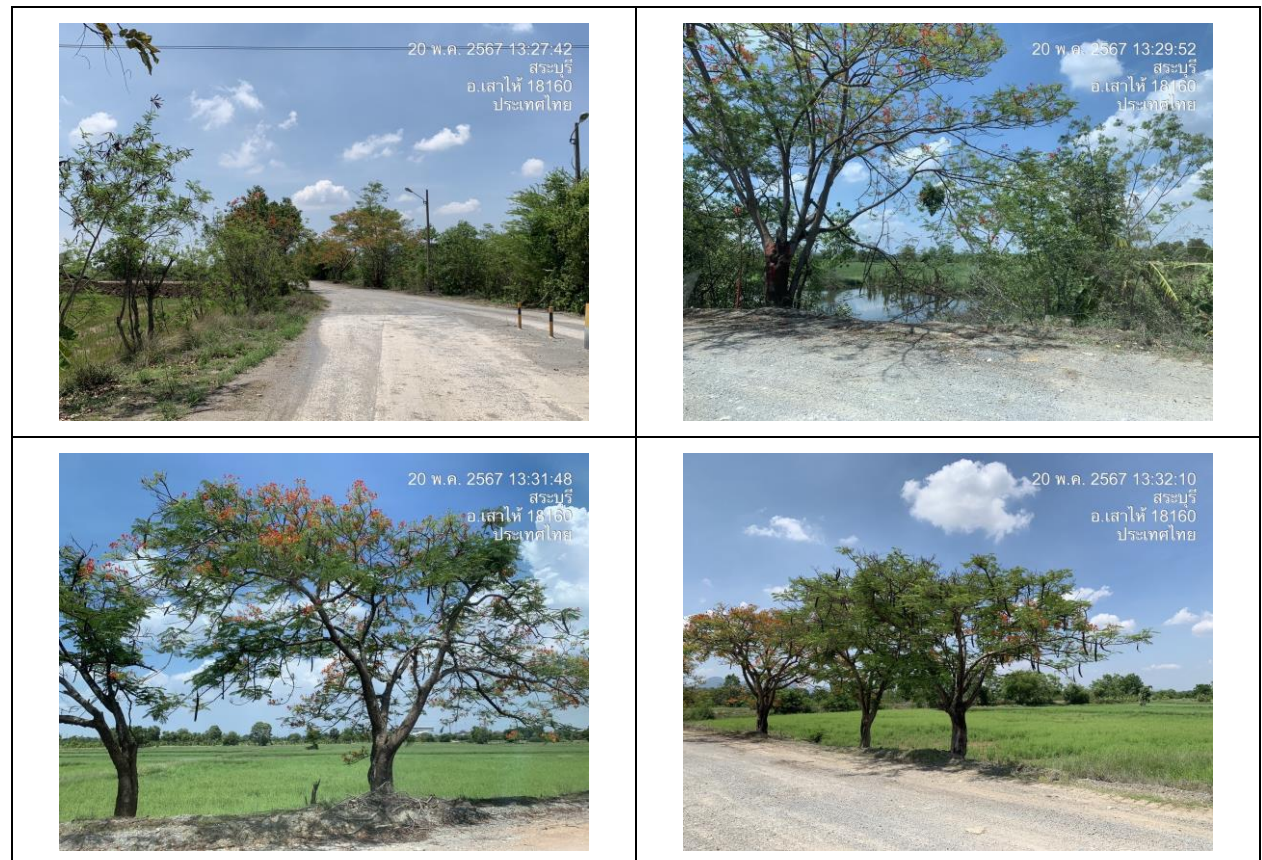 20 พ.ค. 2567 13:27:42
สระบุรี
อ.เสาไห้ 18160
ประเทศไทย
20 พ.ค. 2567 13:29:52
สระบุรี
อ.เสาไห้ 18160
ประเทศไทย
20 พ.ค. 2567 13:31:48
สระบุรี
อ.เสาไห้ 18160
ประเทศไทย
20 พ.ค. 2567 13:32:10
สระบุรี
อ.เสาไห้ 18160
ประเทศไทย